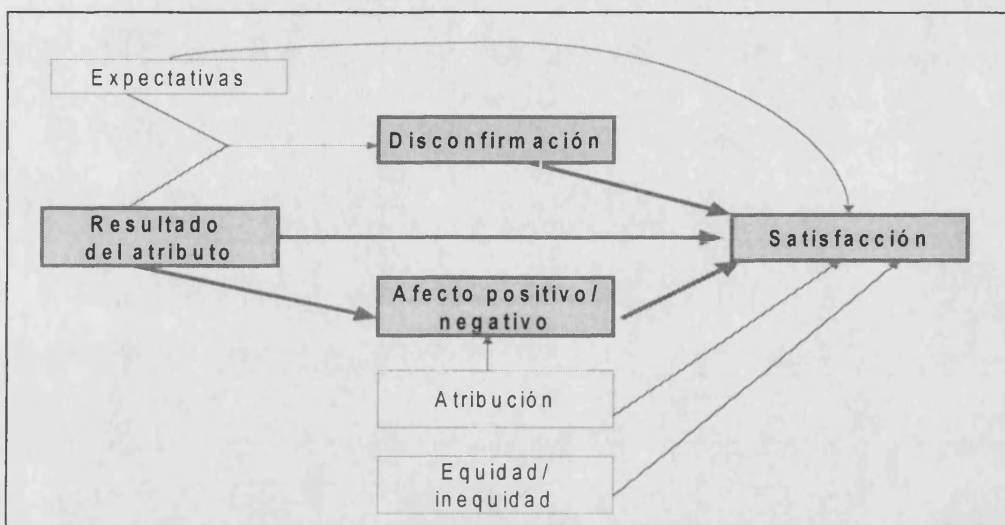 Expectativas
Disconfirmación
Resultado
del atributo
Satisfacción
Afecto positivo/
negativo
Atribución
Equidad/
inequidad